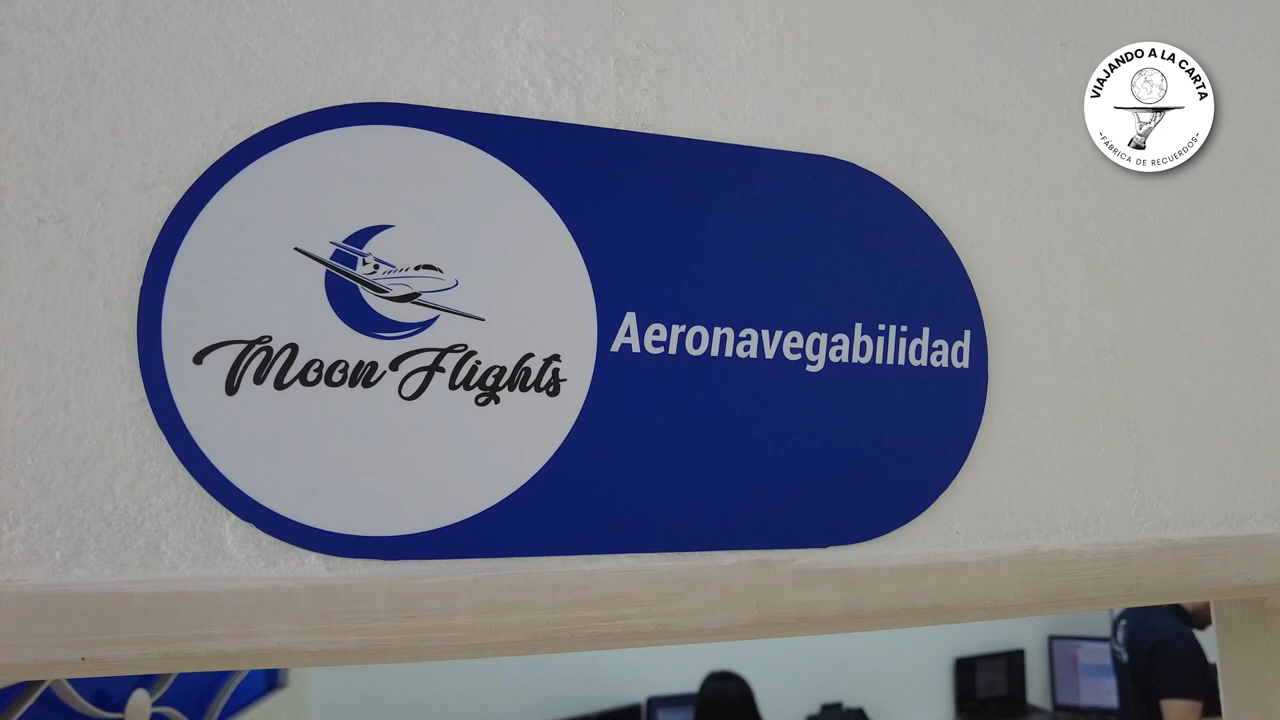 VIAJANDO A LA CARTA
-FÁBRICA DE RECUERDOS-
Moon Flights
Aeronavegabilidad